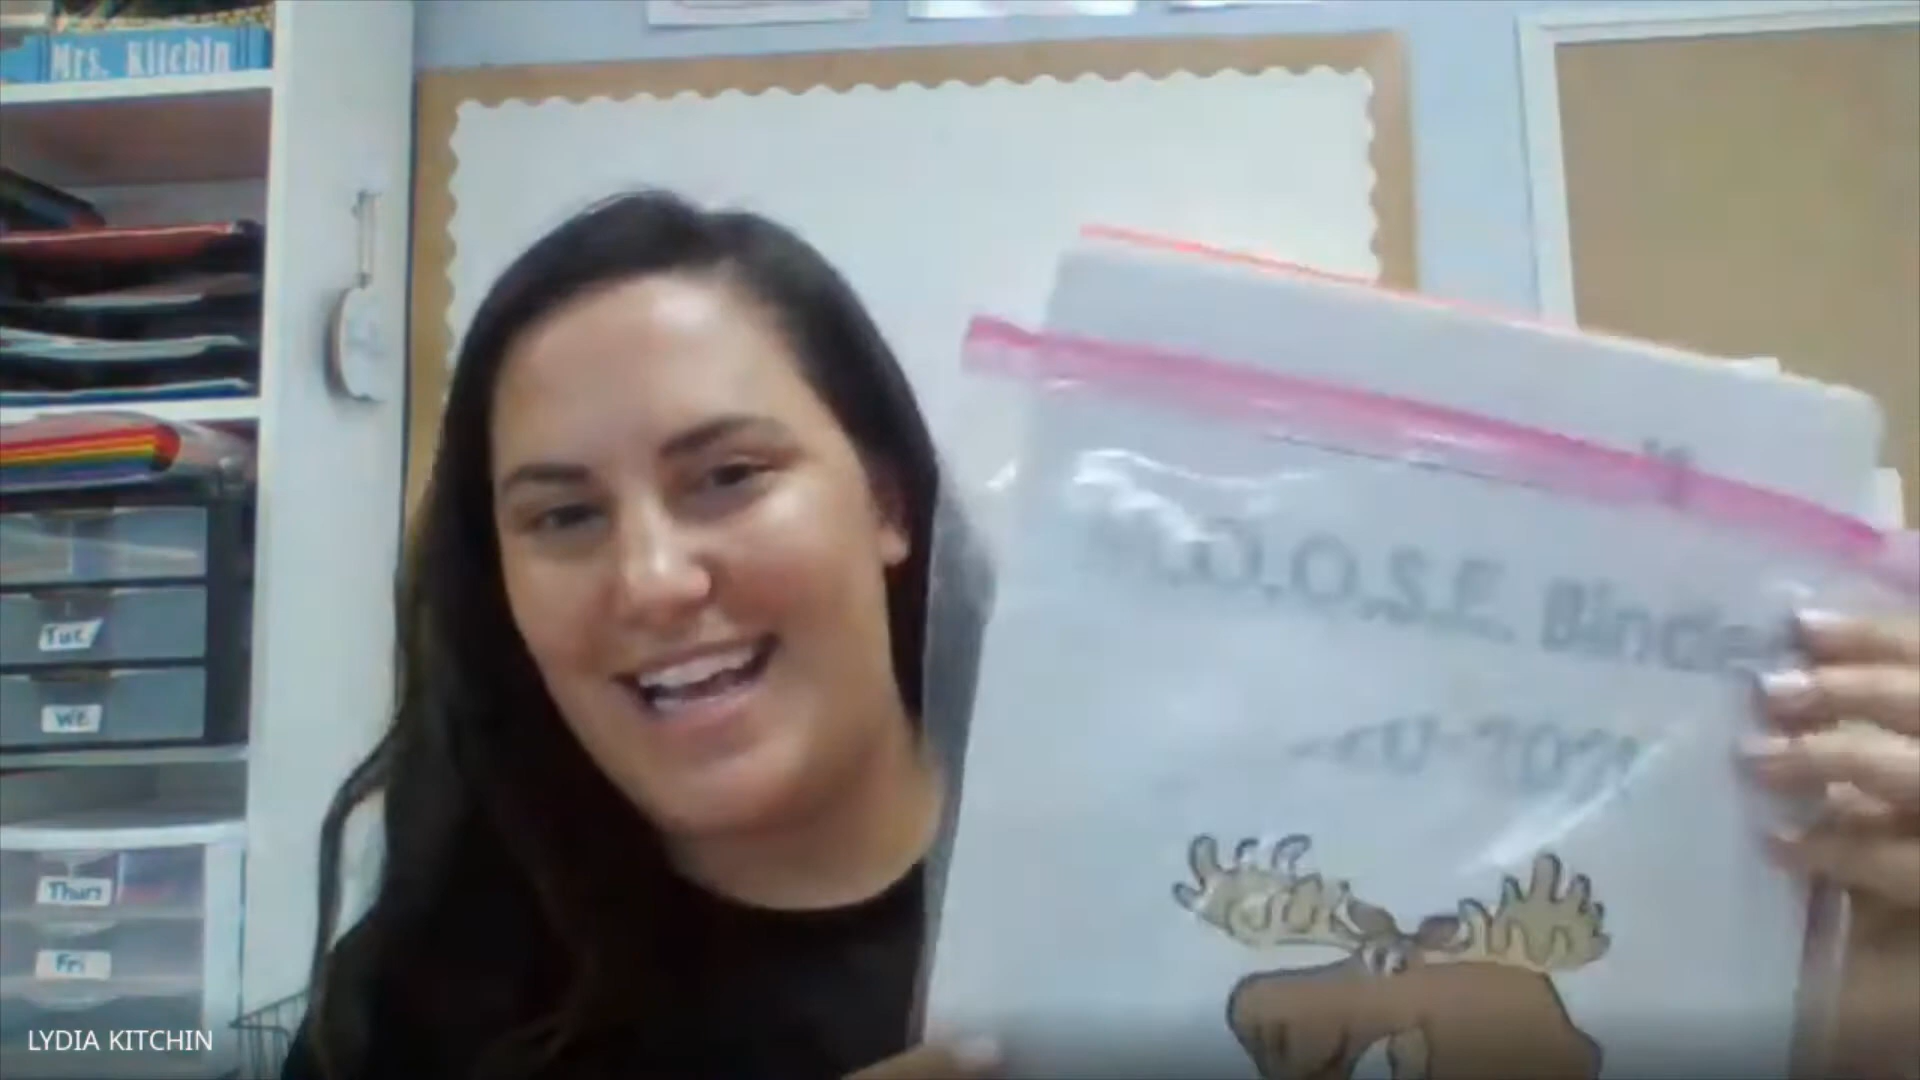 Mrs. Kitchin
M.O.O.S.E. Binder
Tue
We
Thurs
Fri
LYDIA KITCHIN